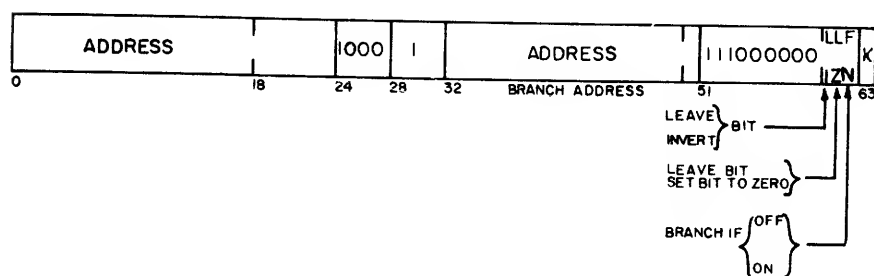 ADDRESS 1000 I ADDRESS 111000000 LLF K
IZN
0 18 24 28 32 BRANCH ADDRESS 51 63
LEAVE
INVERT } BIT
LEAVE BIT
SET BIT TO ZERO }
BRANCH IF { OFF
ON }